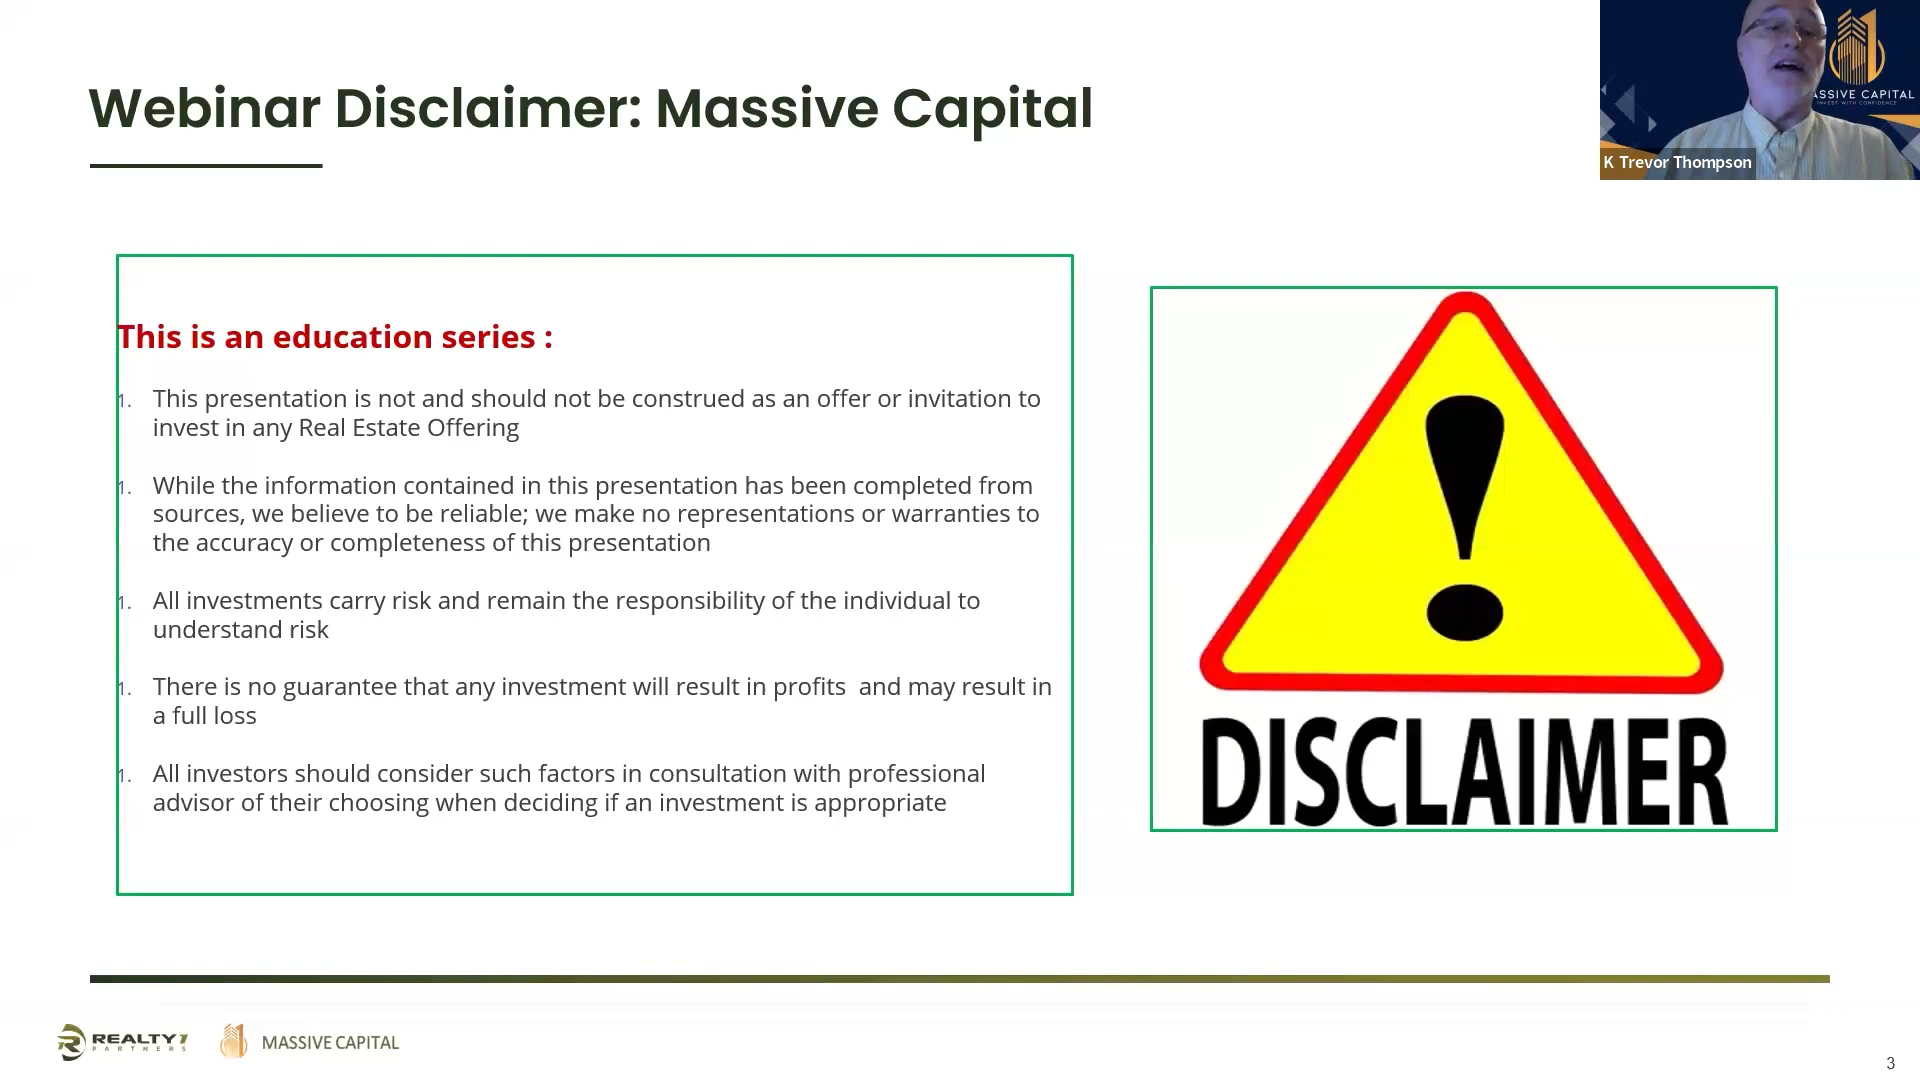 Webinar Disclaimer: Massive Capital
ASSIVE CAPITAL
INVEST WITH CONFIDENCE
K Trevor Thompson
This is an education series :
1. This presentation is not and should not be construed as an offer or invitation to
invest in any Real Estate Offering
1. While the information contained in this presentation has been completed from
sources, we believe to be reliable; we make no representations or warranties to
the accuracy or completeness of this presentation
1. All investments carry risk and remain the responsibility of the individual to
understand risk
1. There is no guarantee that any investment will result in profits  and may result in
a full loss
1. All investors should consider such factors in consultation with professional
advisor of their choosing when deciding if an investment is appropriate
!
DISCLAIMER
REALTY1
PARTNERS
MASSIVE CAPITAL
3